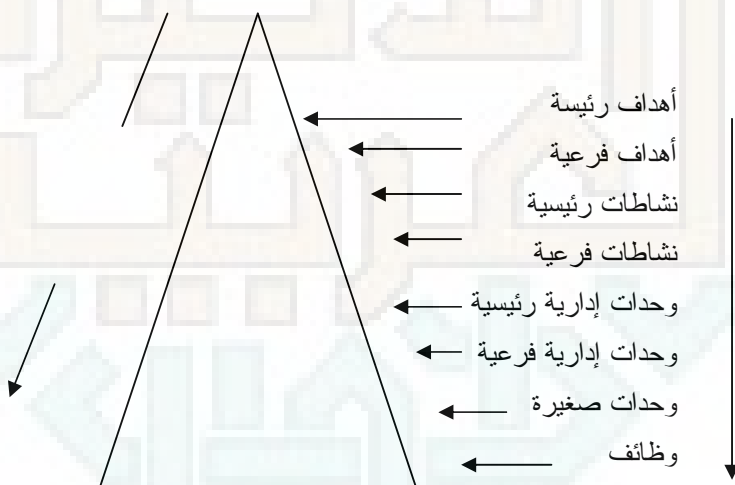 أهداف رئيسة
أهداف فرعية
نشاطات رئيسية
نشاطات فرعية
وحدات إدارية رئيسية
وحدات إدارية فرعية
وحدات صغيرة
وظائف